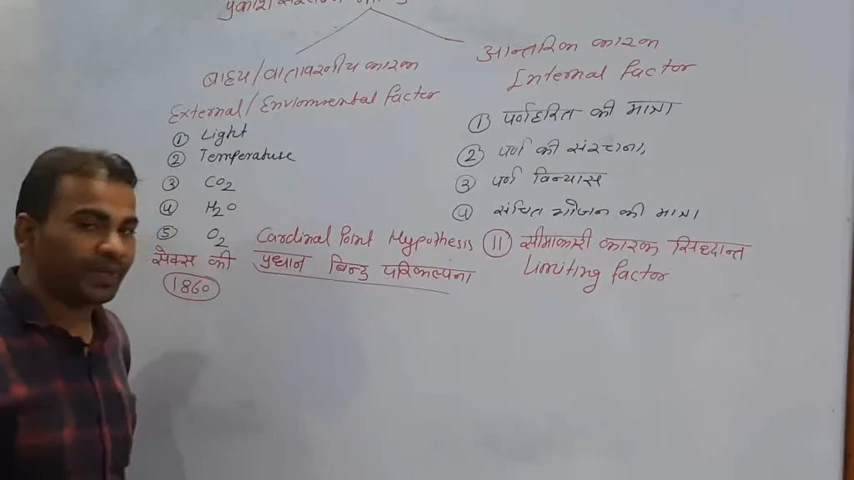 प्रकाश
बाह्य/वातावरणीय कारक
External/Enviornmental factor
① Light
② Temperature
③ CO2
④ H2O
⑤ O2
आन्तरिक कारक
Internal factor
① पर्णहरित की मात्रा
② पर्ण की संरचना,
③ पर्ण विन्यास
④ संचित भोजन की मात्रा
Cardinal Point Hypothesis
सैक्स की प्रधान बिन्दु परिकल्पना
1860
II सीमाकारी कारक सिद्दान्त
Limiting factor